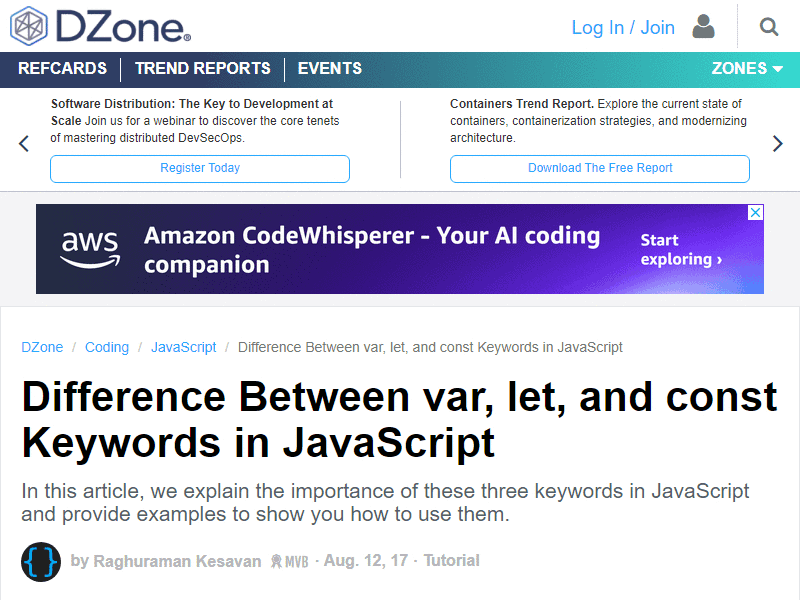 DZone®
Log In / Join
REFCARDS
TREND REPORTS
EVENTS
ZONES
Software Distribution: The Key to Development at
Scale Join us for a webinar to discover the core tenets
of mastering distributed DevSecOps.
Register Today
Containers Trend Report. Explore the current state of
containers, containerization strategies, and modernizing
architecture.
Download The Free Report
aws
Amazon CodeWhisperer - Your AI coding
companion
Start
exploring ›
DZone / Coding / JavaScript / Difference Between var, let, and const Keywords in JavaScript
Difference Between var, let, and const
Keywords in JavaScript
In this article, we explain the importance of these three keywords in JavaScript
and provide examples to show you how to use them.
{ }
by Raghuraman Kesavan MVB · Aug. 12, 17 · Tutorial